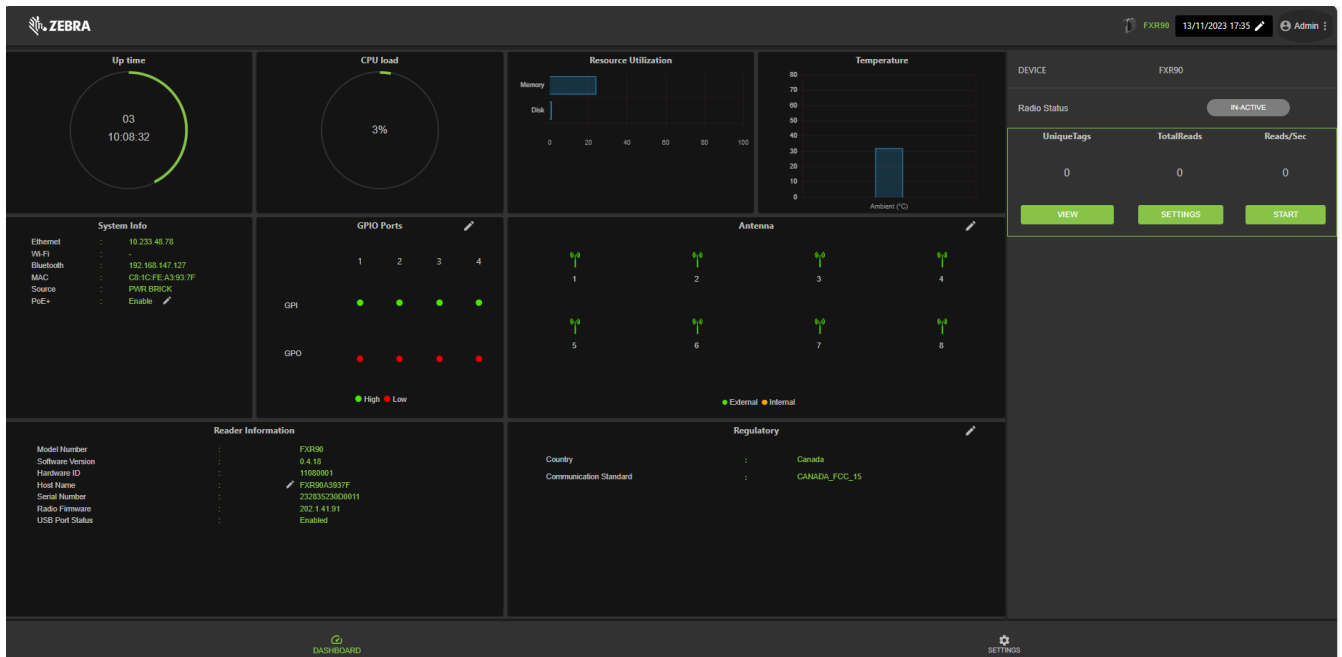 ZEBRA
FXR90 13/11/2023 17:35 Admin
Up time
03
10:08:32
CPU load
3%
Resource Utilization
Memory
Disk
0 20 40 60 80 100
Temperature
80
70
60
50
40
30
20
10
0
Ambient (°C)
DEVICE FXR90
Radio Status IN-ACTIVE
UniqueTags TotalReads Reads/Sec
0 0 0
VIEW SETTINGS START
System Info
Ethernet : 10.233.48.78
Wi-Fi : -
Bluetooth : 192.168.147.127
MAC : C8:1C:FE:A3:93:7F
Source : PWR BRICK
PoE+ : Enable
GPIO Ports
1 2 3 4
GPI
GPO
High Low
Antenna
1 2 3 4
5 6 7 8
External Internal
Reader Information
Model Number : FXR90
Software Version : 0.4.18
Hardware ID : 11080001
Host Name : FXR90A3937F
Serial Number : 232835230D0011
Radio Firmware : 202.1.41.91
USB Port Status : Enabled
Regulatory
Country : Canada
Communication Standard : CANADA_FCC_15
DASHBOARD
SETTINGS